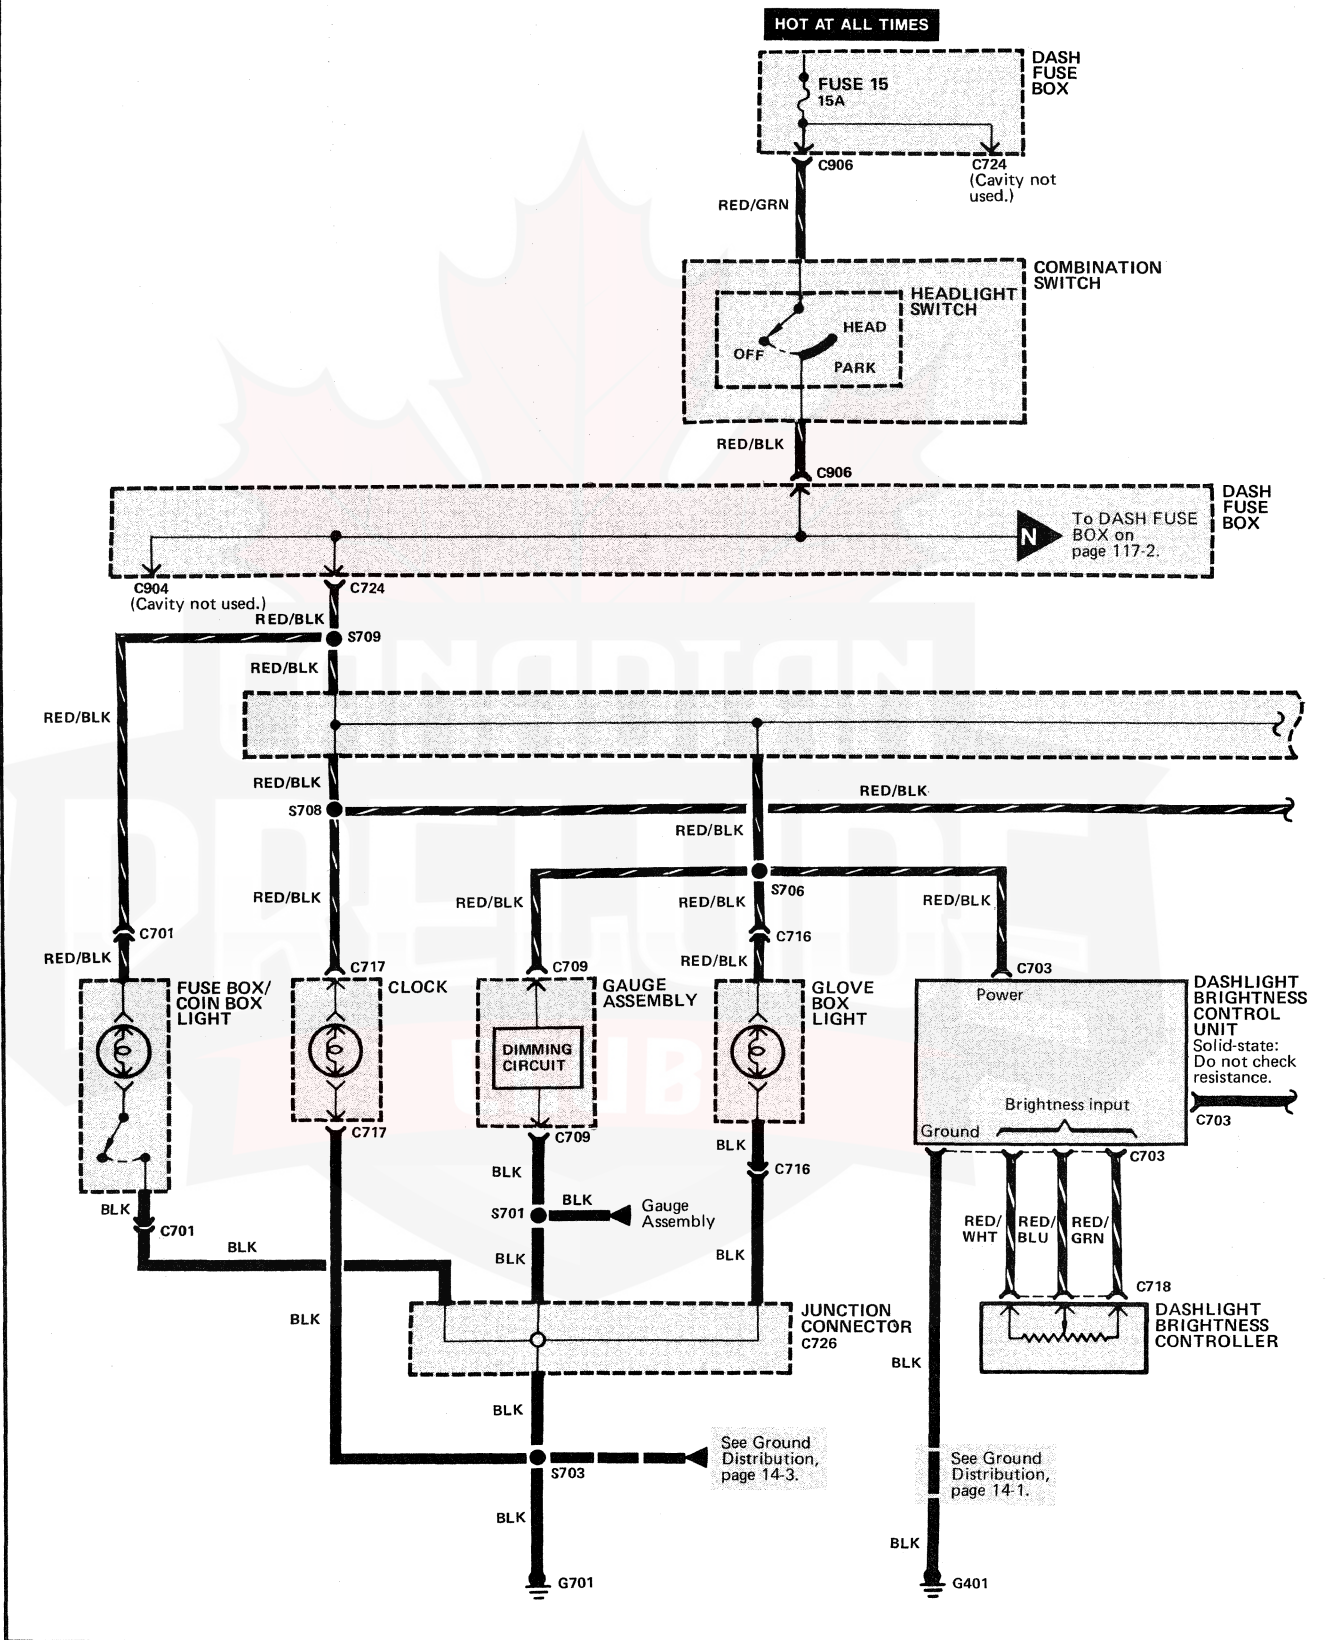 HOT AT ALL TIMES
DASH
FUSE
BOX
FUSE 15
15A
C906
C724
(Cavity not
used.)
RED/GRN
COMBINATION
SWITCH
HEADLIGHT
SWITCH
HEAD
OFF
PARK
RED/BLK
C906
DASH
FUSE
BOX
N
To DASH FUSE
BOX on
page 117-2.
C904
(Cavity not used.)
C724
RED/BLK
S709
RED/BLK
RED/BLK
CANADIAN
RED/BLK
S708
RED/BLK
RED/BLK
PRELUDE
S706
RED/BLK
RED/BLK
RED/BLK
RED/BLK
C701
C716
RED/BLK
RED/BLK
C717
C709
C703
FUSE BOX/
COIN BOX
LIGHT
CLOCK
GAUGE
ASSEMBLY
GLOVE
BOX
LIGHT
Power
DASHLIGHT
BRIGHTNESS
CONTROL
UNIT
Solid-state:
Do not check
resistance.
DIMMING
CIRCUIT
CLUB
Brightness input
Ground
C703
C717
C709
BLK
C703
BLK
C716
BLK
S701
BLK
Gauge
Assembly
BLK
C701
BLK
BLK
BLK
RED/
WHT
RED/
BLU
RED/
GRN
C718
BLK
JUNCTION
CONNECTOR
C726
DASHLIGHT
BRIGHTNESS
CONTROLLER
BLK
BLK
S703
See Ground
Distribution,
page 14-3.
See Ground
Distribution,
page 14-1.
BLK
BLK
G701
G401